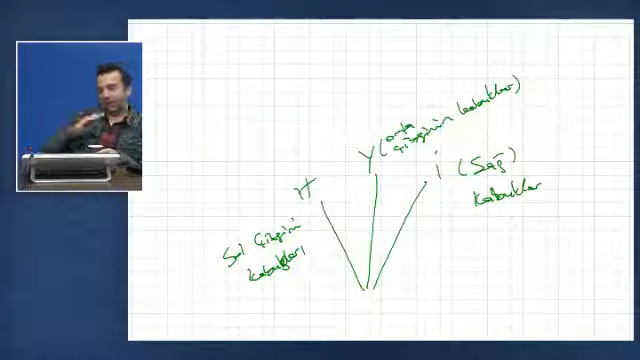 H
Sol Çizginin
kabukları
Y (orta
çizginin kabukları)
İ (Sağ)
kabuklar